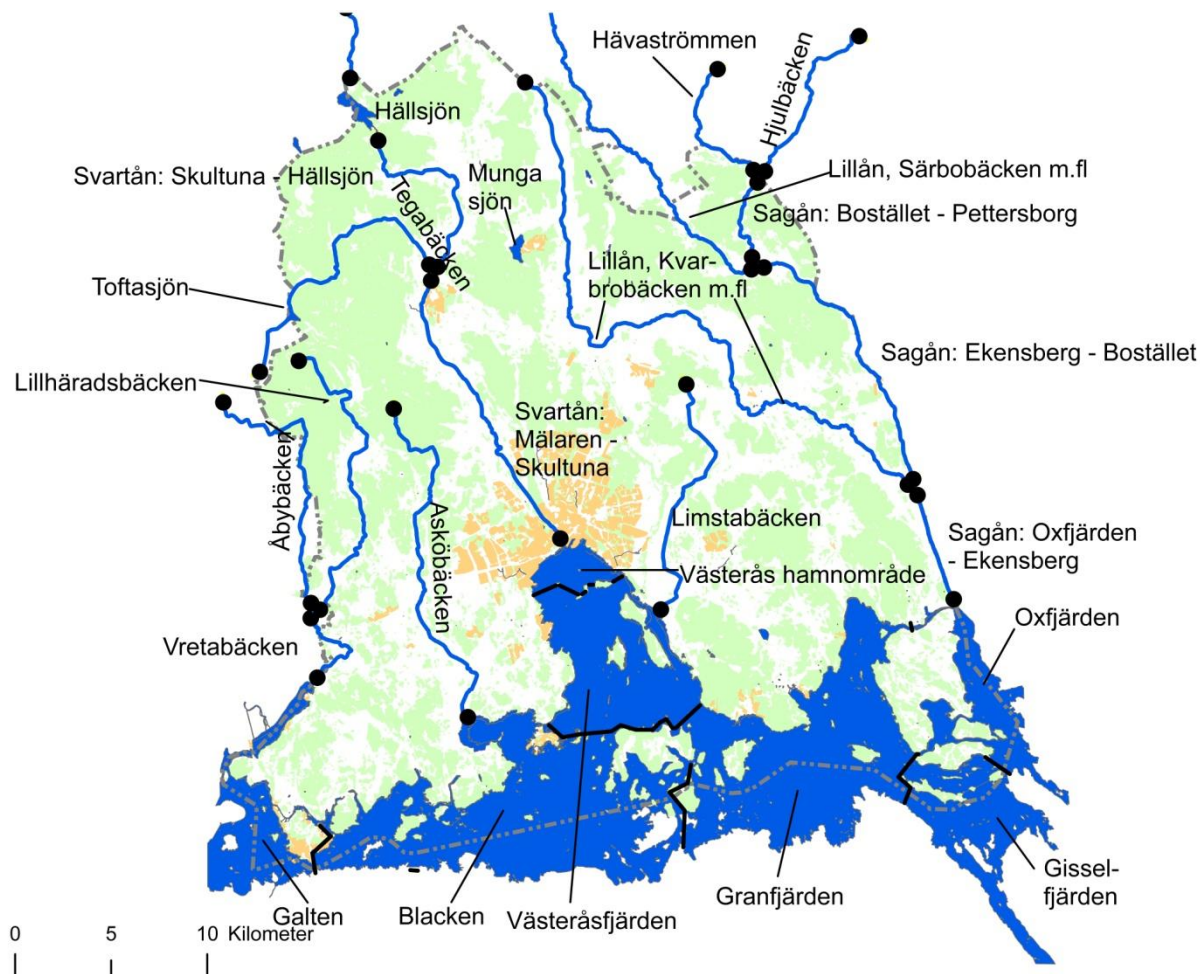 Hävaströmmen
Hjulbäcken
Hällsjön
Svartån: Skultuna - Hällsjön
Munga
sjön
Lillån, Särbobäcken m.fl
Tegabäcken
Sagån: Bostället - Pettersborg
Lillån, Kvar-
brobäcken m.fl
Toftasjön
Sagån: Ekensberg - Bostället
Lillhäradsbäcken
Svartån:
Mälaren -
Skultuna
Åbybäcken
Asköbäcken
Limstabäcken
Sagån: Oxfjärden
- Ekensberg
Västerås hamnområde
Oxfjärden
Vretabäcken
Gissel-
fjärden
Granfjärden
Galten
Blacken
Västeråsfjärden
0 5 10 Kilometer